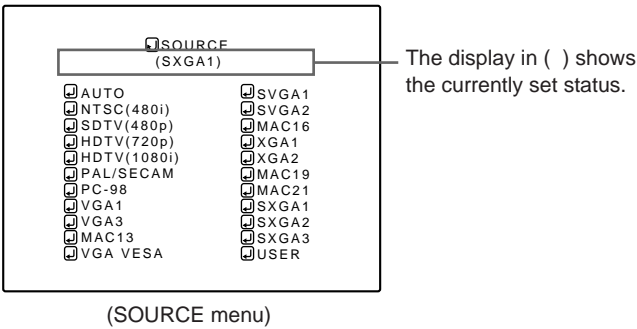 SOURCE
(SXGA1)
The display in ( ) shows
the currently set status.
AUTO
NTSC(480i)
SDTV(480p)
HDTV(720p)
HDTV(1080i)
PAL/SECAM
PC-98
VGA1
VGA3
MAC13
VGA VESA
SVGA1
SVGA2
MAC16
XGA1
XGA2
MAC19
MAC21
SXGA1
SXGA2
SXGA3
USER
(SOURCE menu)